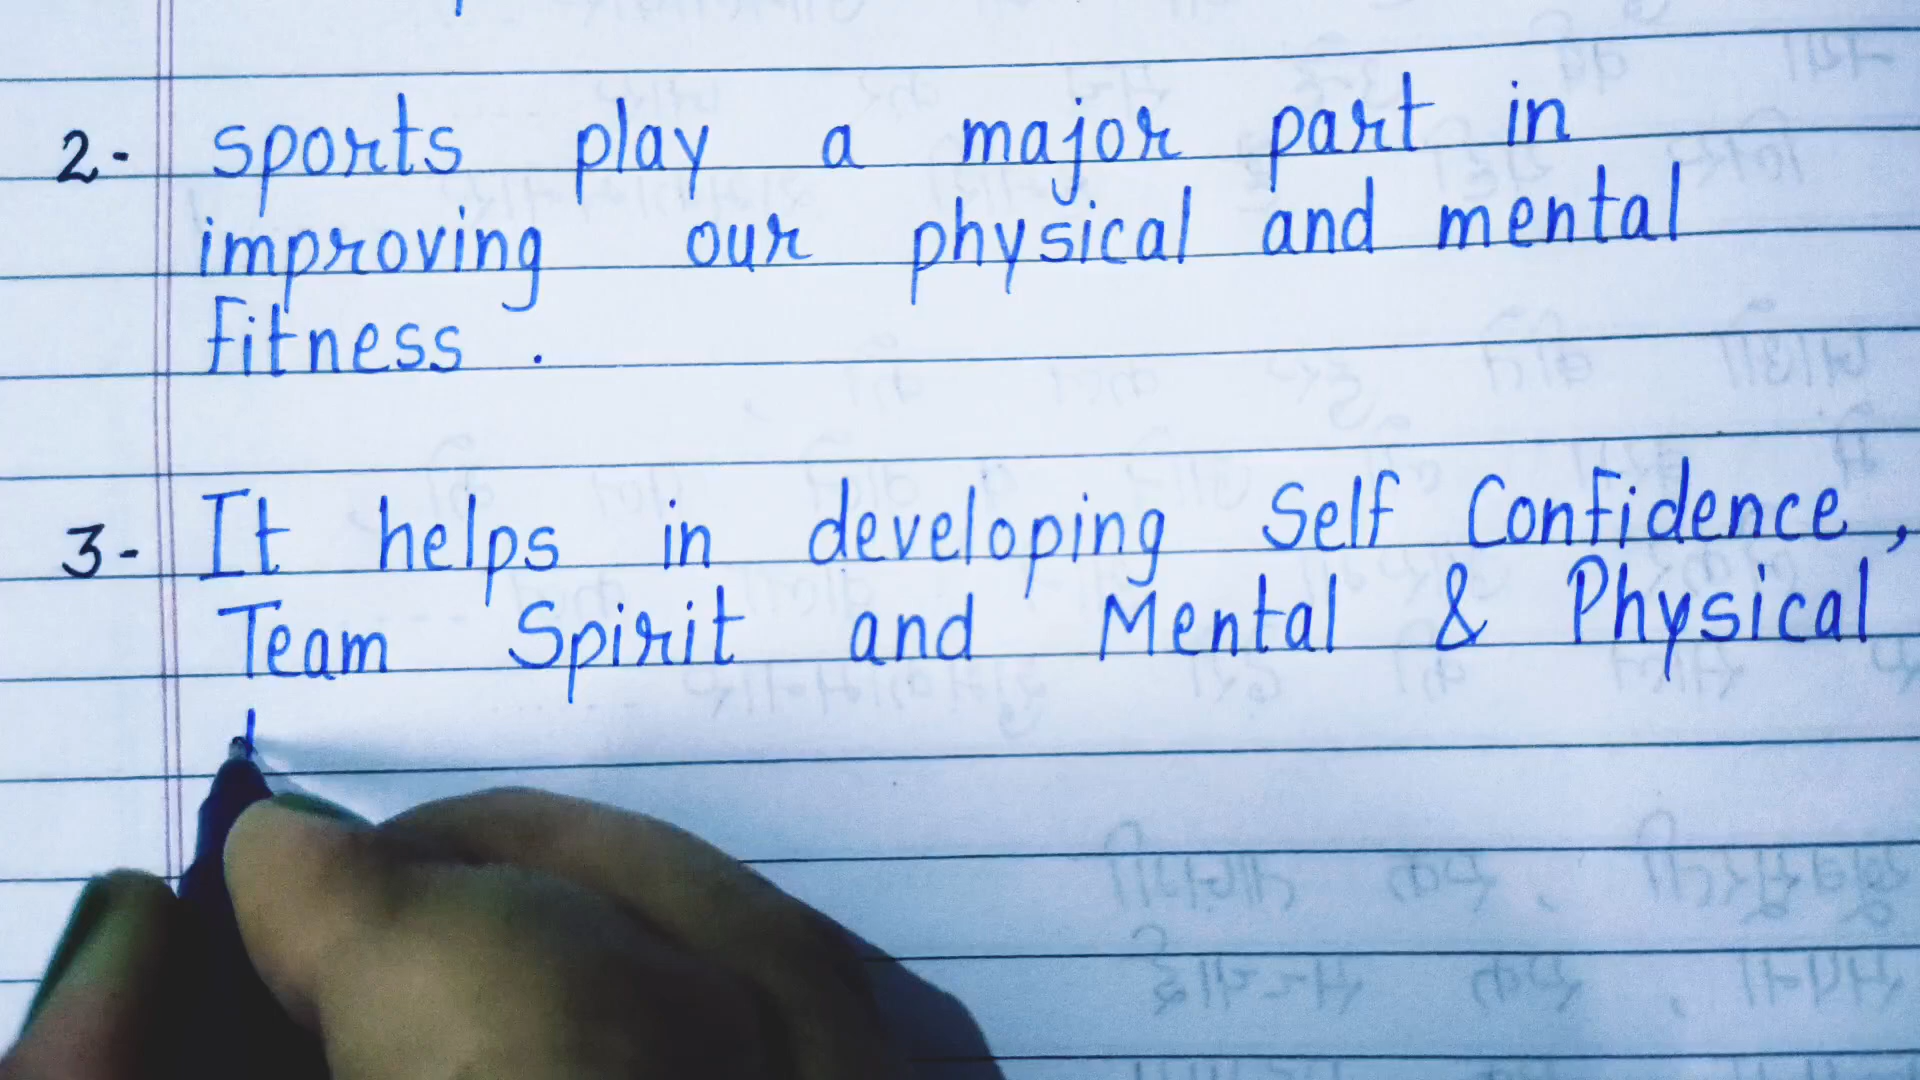 2- sports play a major part in
improving our physical and mental
fitness .
3- It helps in developing Self Confidence,
Team Spirit and Mental & Physical